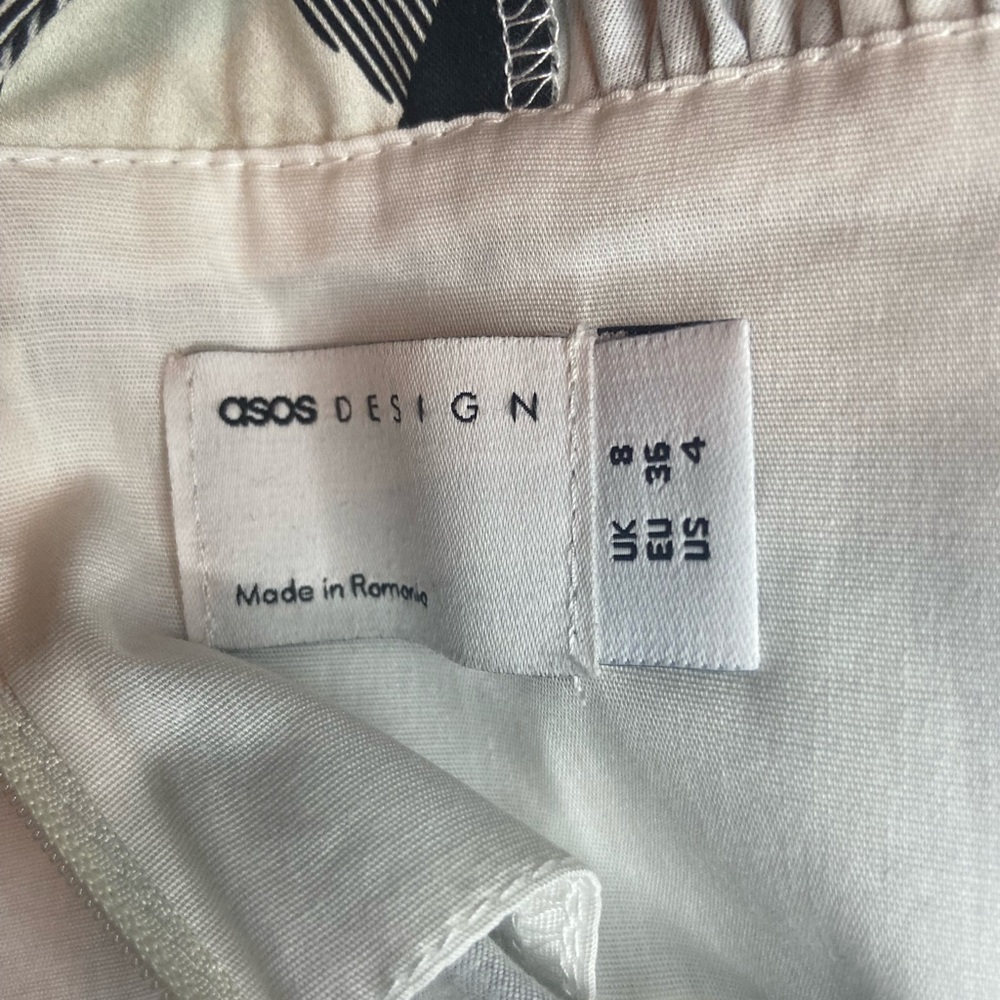 asos DESIGN
Made in Romania
UK 8
EU 36
US 4